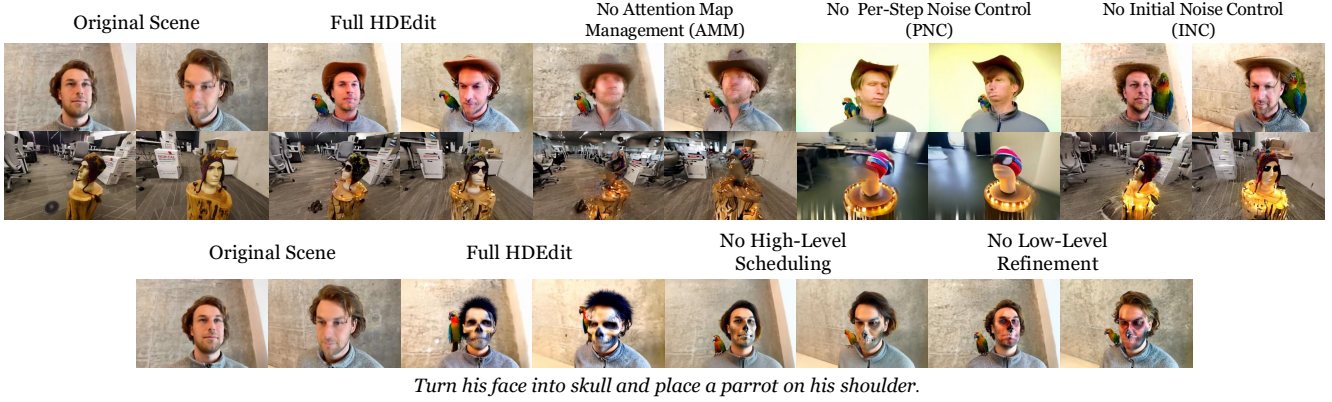 Original Scene
Full HDEdit
No Attention Map
Management (AMM)
No Per-Step Noise Control
(PNC)
No Initial Noise Control
(INC)
Original Scene
Full HDEdit
No High-Level
Scheduling
No Low-Level
Refinement
Turn his face into skull and place a parrot on his shoulder.